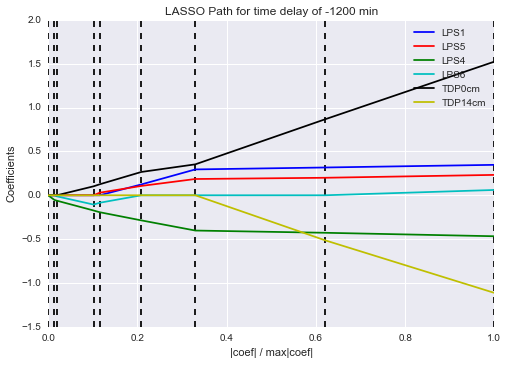 LASSO Path for time delay of -1200 min
2.0
1.5
1.0
0.5
0.0
−0.5
−1.0
−1.5
Coefficients
LPS1
LPS5
LPS4
LPS6
TDP0cm
TDP14cm
0.0 0.2 0.4 0.6 0.8 1.0
|coef| / max|coef|